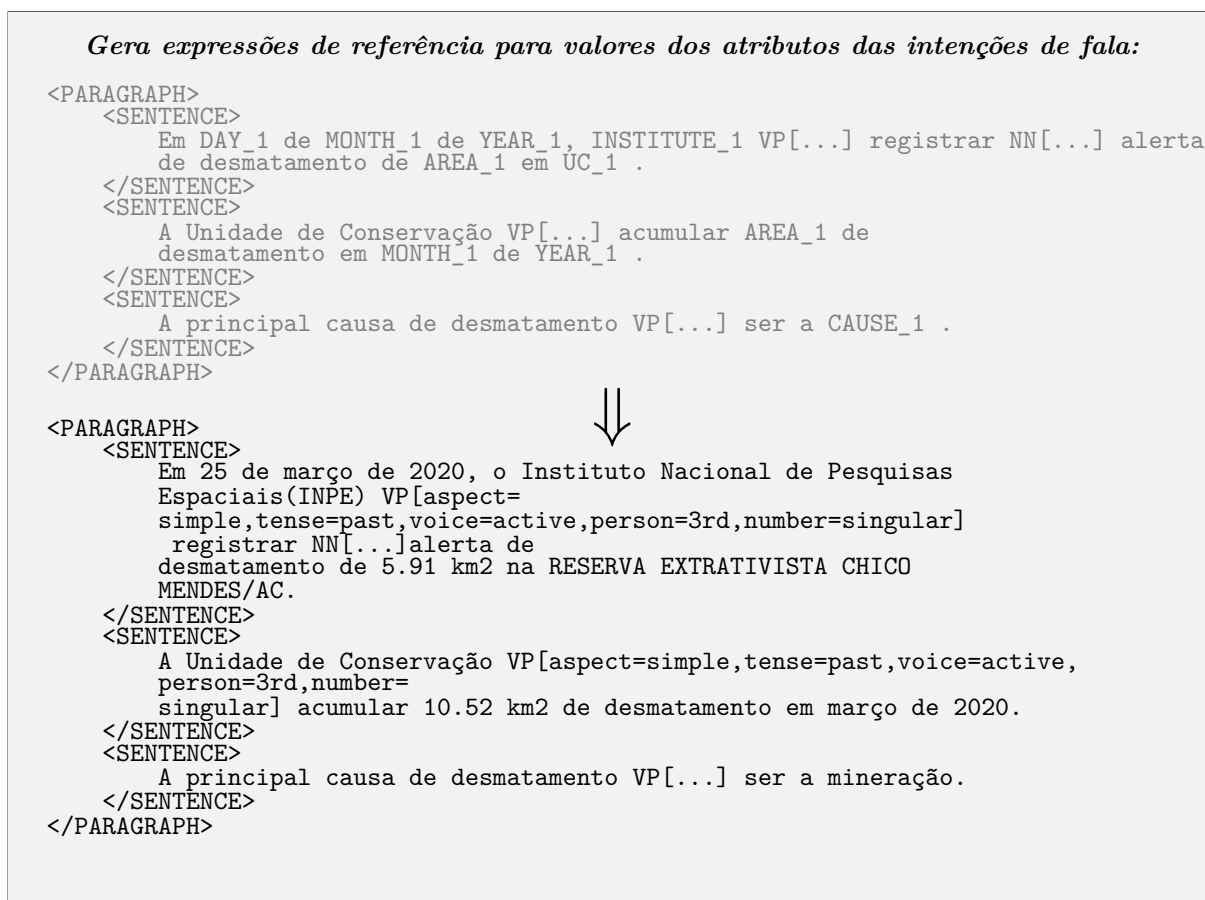 Gera expressões de referência para valores dos atributos das intenções de fala:
<PARAGRAPH>
<SENTENCE>
Em DAY_1 de MONTH_1 de YEAR_1, INSTITUTE_1 VP[...] registrar NN[...] alerta
de desmatamento de AREA_1 em UC_1 .
</SENTENCE>
<SENTENCE>
A Unidade de Conservação VP[...] acumular AREA_1 de
desmatamento em MONTH_1 de YEAR_1 .
</SENTENCE>
<SENTENCE>
A principal causa de desmatamento VP[...] ser a CAUSE_1 .
</SENTENCE>
</PARAGRAPH>
⇓
<PARAGRAPH>
<SENTENCE>
Em 25 de março de 2020, o Instituto Nacional de Pesquisas
Espaciais(INPE) VP[aspect=
simple,tense=past,voice=active,person=3rd,number=singular]
registrar NN[...]alerta de
desmatamento de 5.91 km2 na RESERVA EXTRATIVISTA CHICO
MENDES/AC.
</SENTENCE>
<SENTENCE>
A Unidade de Conservação VP[aspect=simple,tense=past,voice=active,
person=3rd,number=
singular] acumular 10.52 km2 de desmatamento em março de 2020.
</SENTENCE>
<SENTENCE>
A principal causa de desmatamento VP[...] ser a mineração.
</SENTENCE>
</PARAGRAPH>